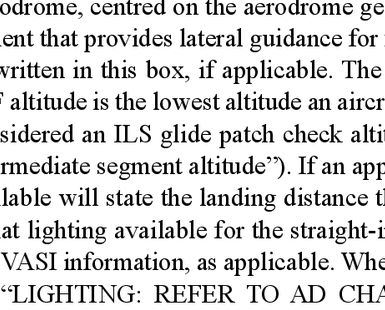 odrome, centred on the aerodrome ge
ent that provides lateral guidance for
written in this box, if applicable. The
altitude is the lowest altitude an aircr
sidered an ILS glide patch check altit
rmediate segment altitude”). If an app
lable will state the landing distance t
at lighting available for the straight-i
VASI information, as applicable. Whe
“LIGHTING: REFER TO AD CHA